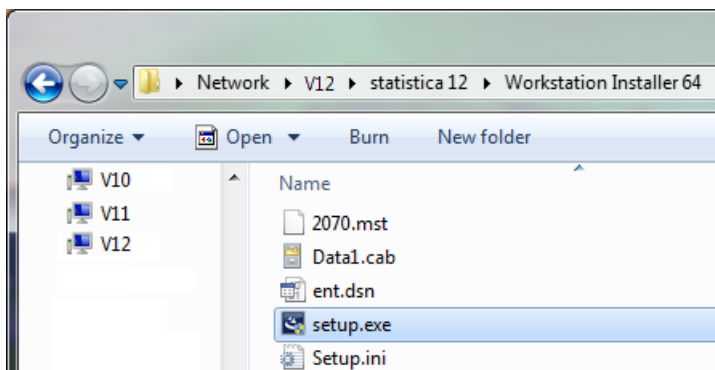 Network V12 statistica 12 Workstation Installer 64
Organize Open Burn New folder
V10
V11
V12
Name
2070.mst
Data1.cab
ent.dsn
setup.exe
Setup.ini